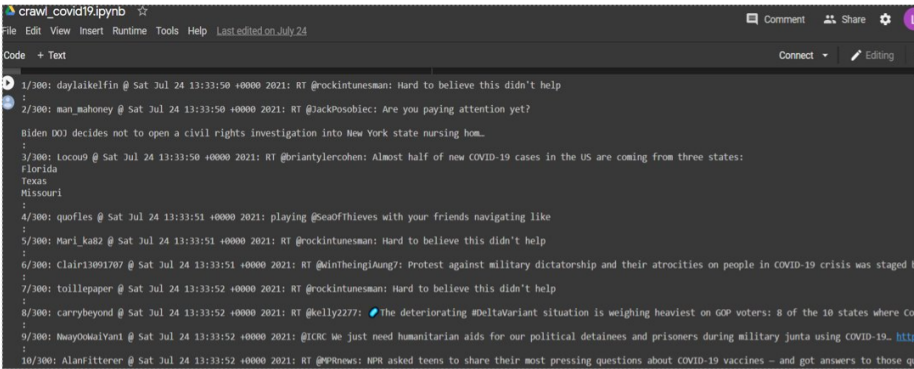 crawl_covid19.ipynb
Comment Share
File Edit View Insert Runtime Tools Help Last edited on July 24
Code + Text Connect Editing
1/300: daylaikelfin @ Sat Jul 24 13:33:50 +0000 2021: RT @rockintunesman: Hard to believe this didn't help
:
2/300: man_mahoney @ Sat Jul 24 13:33:50 +0000 2021: RT @JackPosobiec: Are you paying attention yet?
Biden DOJ decides not to open a civil rights investigation into New York state nursing hom…
:
3/300: Locou9 @ Sat Jul 24 13:33:50 +0000 2021: RT @briantylercohen: Almost half of new COVID-19 cases in the US are coming from three states:
Florida
Texas
Missouri
:
4/300: quofles @ Sat Jul 24 13:33:51 +0000 2021: playing @SeaOfThieves with your friends navigating like
:
5/300: Mari_ka82 @ Sat Jul 24 13:33:51 +0000 2021: RT @rockintunesman: Hard to believe this didn't help
:
6/300: Clair13091707 @ Sat Jul 24 13:33:51 +0000 2021: RT @WinTheingiAung7: Protest against military dictatorship and their atrocities on people in COVID-19 crisis was staged
:
7/300: toillepaper @ Sat Jul 24 13:33:52 +0000 2021: RT @rockintunesman: Hard to believe this didn't help
:
8/300: carrybeyond @ Sat Jul 24 13:33:52 +0000 2021: RT @kelly2277: The deteriorating #DeltaVariant situation is weighing heaviest on GOP voters: 8 of the 10 states where Co
:
9/300: NwayOoWaiYan1 @ Sat Jul 24 13:33:52 +0000 2021: @ICRC We just need humanitarian aids for our political detainees and prisoners during military junta using COVID-19… htt
:
10/300: AlanFitterer @ Sat Jul 24 13:33:52 +0000 2021: RT @MPRnews: NPR asked teens to share their most pressing questions about COVID-19 vaccines — and got answers to those qu